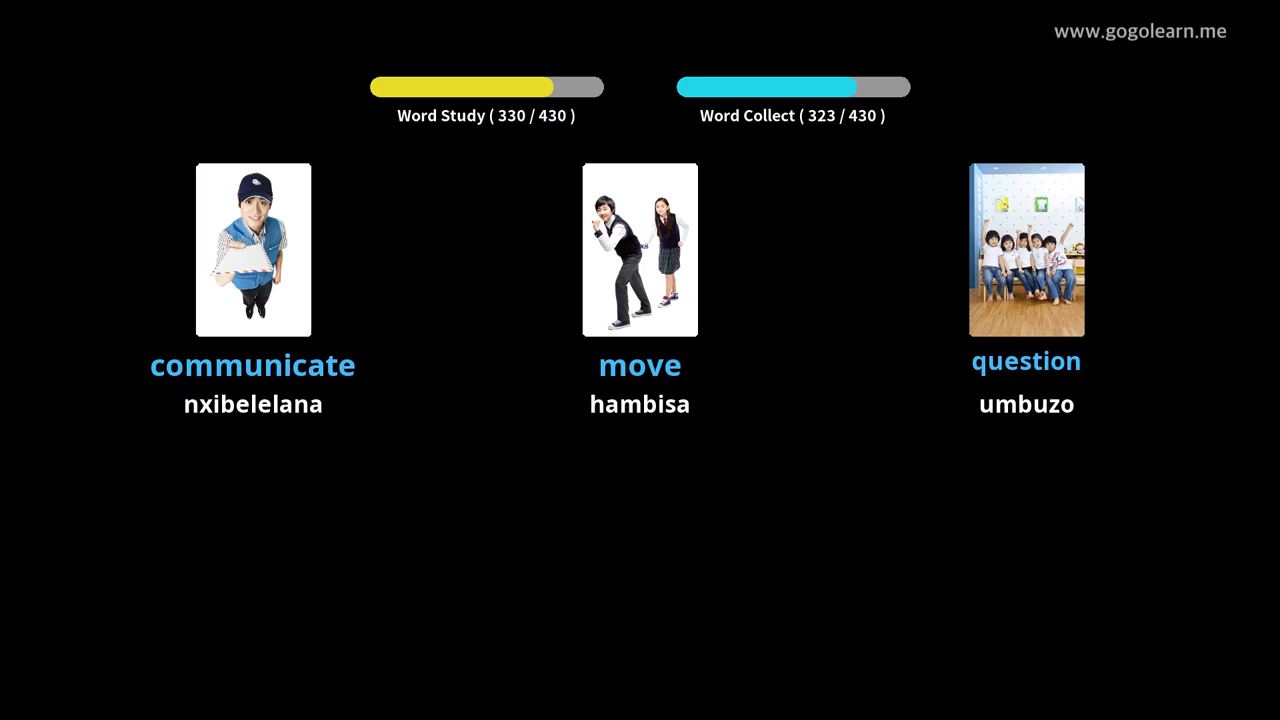 www.gogolearn.me
Word Study ( 330 / 430 )
Word Collect ( 323 / 430 )
communicate
nxibelelana
move
hambisa
question
umbuzo